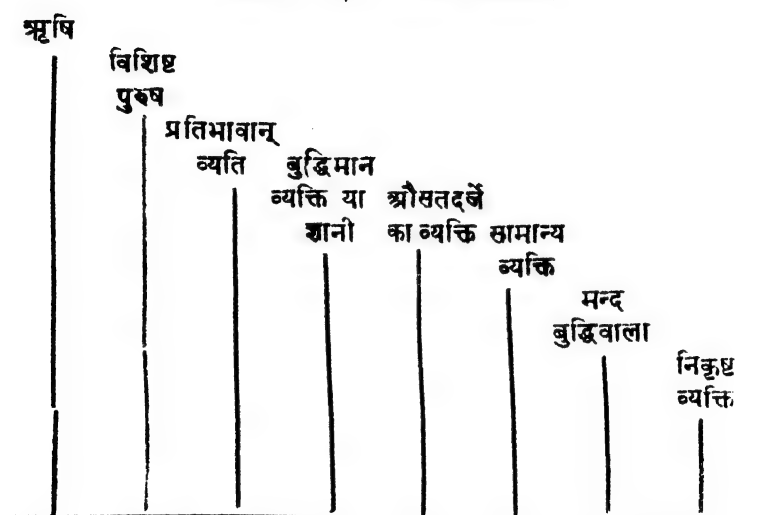 ऋषि
विशिष्ट
पुरुष
प्रतिभावान्
व्यति
बुद्धिमान
व्यक्ति या
ज्ञानी
औसतदर्जे
का व्यक्ति
सामान्य
व्यक्ति
मन्द
बुद्धिवाला
निकृष्ट
व्यक्ति